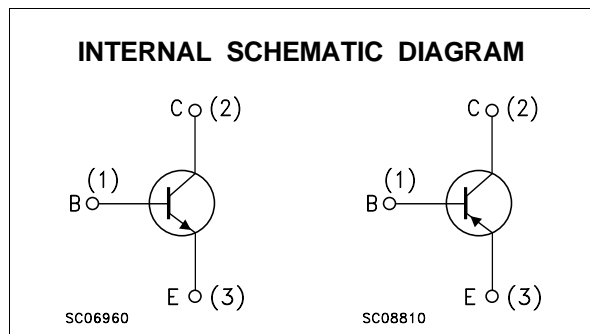 INTERNAL SCHEMATIC DIAGRAM
C (2)
C (2)
(1)
(1)
B
B
E (3)
E (3)
SC06960
SC08810